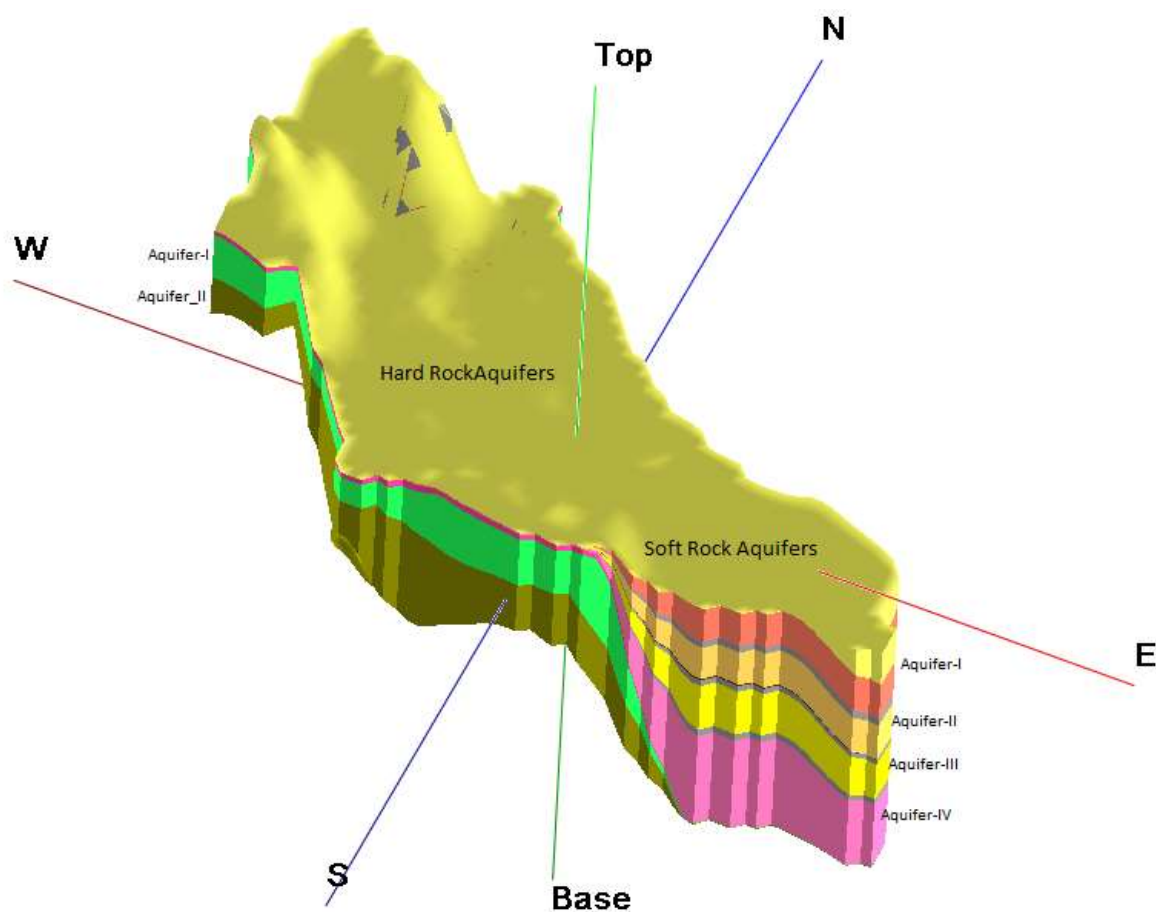 N
Top
W
Aquifer-I
Aquifer_II
Hard RockAquifers
Soft Rock Aquifers
E
Aquifer-I
Aquifer-II
Aquifer-III
Aquifer-IV
S
Base